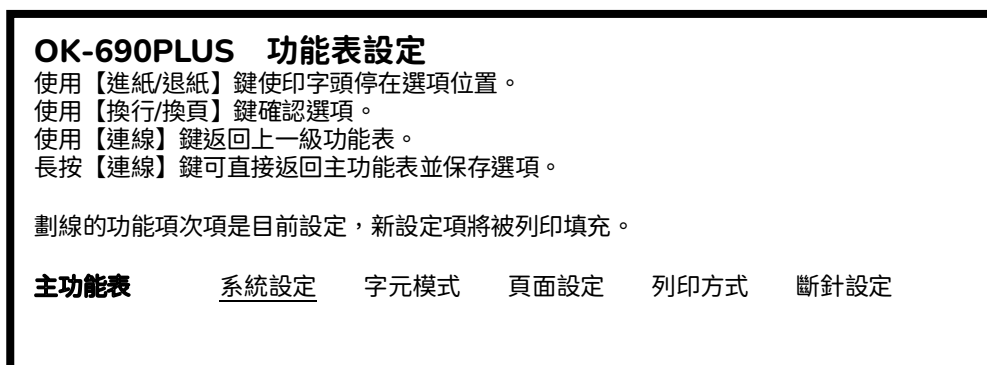 OK-690PLUS 功能表設定
使用【進紙/退紙】鍵使印字頭停在選項位置。
使用【換行/換頁】鍵確認選項。
使用【連線】鍵返回上一級功能表。
長按【連線】鍵可直接返回主功能表並保存選項。
劃線的功能項次項是目前設定，新設定項將被列印填充。
主功能表 系統設定 字元模式 頁面設定 列印方式 斷針設定